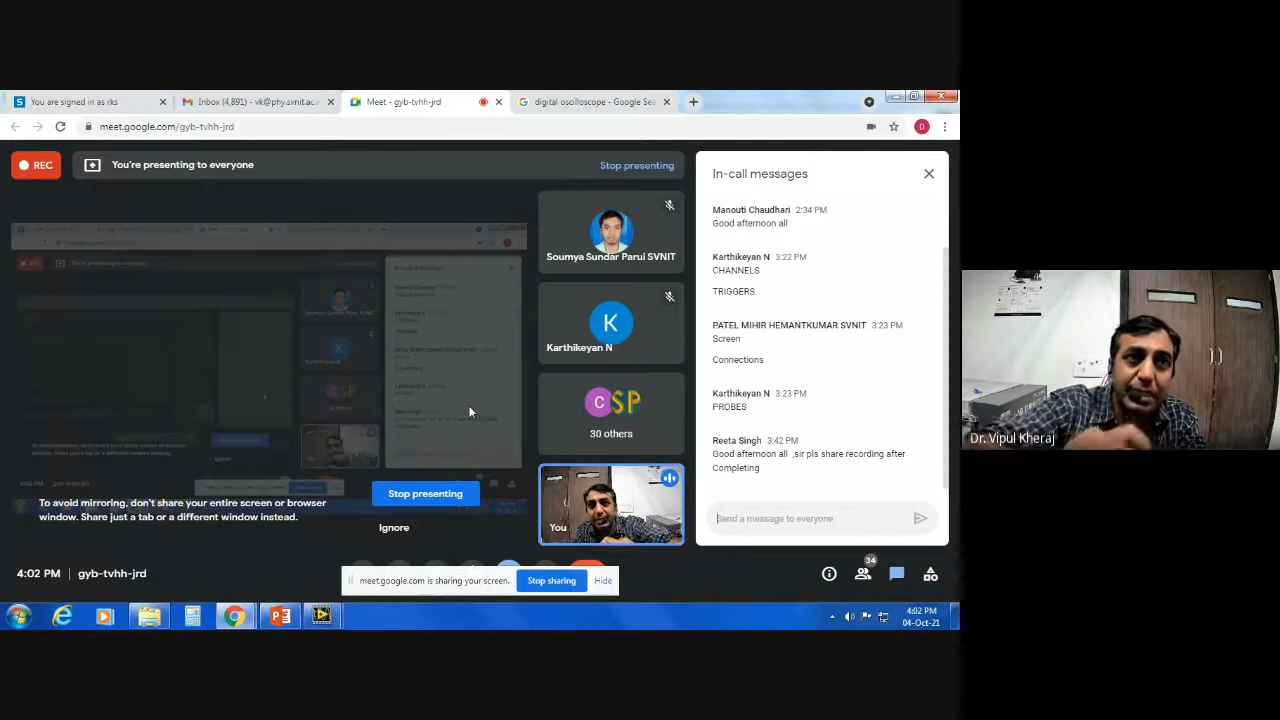 You are signed in as rks
Inbox (4,891) - vk@phy.svnit.ac.
Meet - gyb-tvhh-jrd
digital oscilloscope - Google Sea
meet.google.com/gyb-tvhh-jrd
D
REC
You're presenting to everyone
Stop presenting
Soumya Sundar Parui SVNIT
K
Karthikeyan N
C SP
30 others
You
To avoid mirroring, don't share your entire screen or browser
window. Share just a tab or a different window instead.
Stop presenting
Ignore
In-call messages
Manouti Chaudhari 2:34 PM
Good afternoon all
Karthikeyan N 3:22 PM
CHANNELS
TRIGGERS
PATEL MIHIR HEMANTKUMAR SVNIT 3:23 PM
Screen
Connections
Karthikeyan N 3:23 PM
PROBES
Reeta Singh 3:42 PM
Good afternoon all ,sir pls share recording after
Completing
Send a message to everyone
4:02 PM | gyb-tvhh-jrd
34
meet.google.com is sharing your screen.
Stop sharing
Hide
4:02 PM
04-Oct-21
Dr. Vipul Kheraj